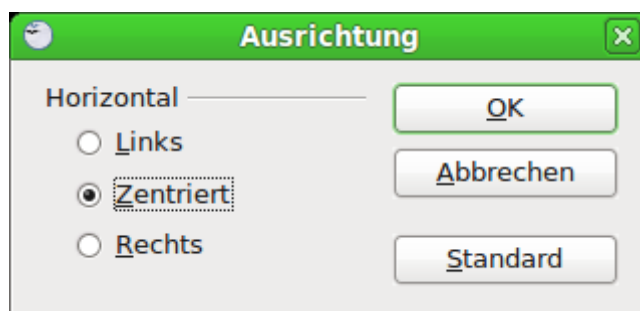 Ausrichtung
Horizontal
Links
Zentriert
Rechts
OK
Abbrechen
Standard